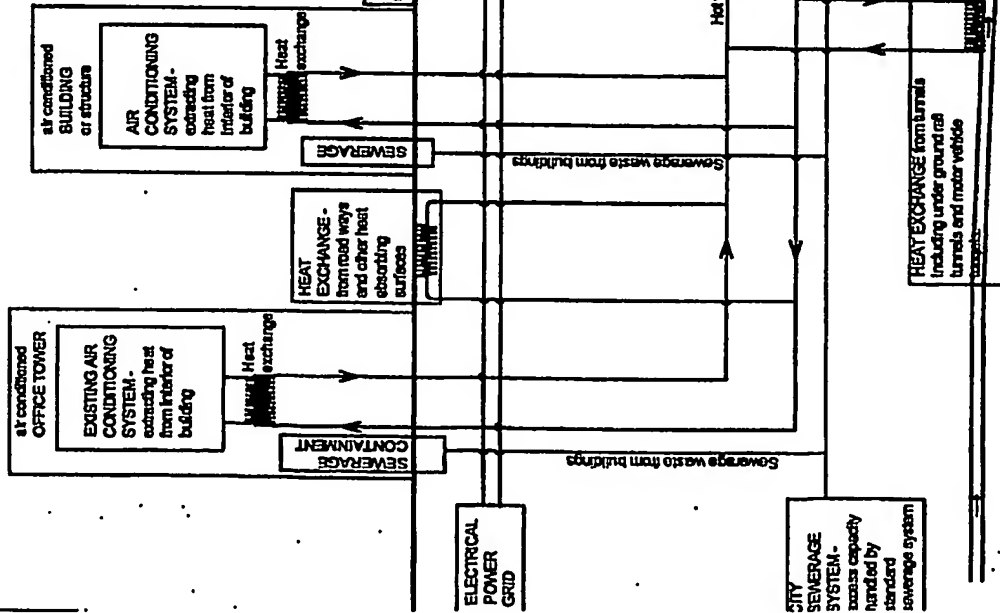 air conditioned
BUILDING
or structure
AIR
CONDITIONING
SYSTEM -
extracting
heat from
interior of
building
Heat
exchange
SEWERAGE
Sewerage waste from buildings
Hot
HEAT
EXCHANGE -
from road ways
and other heat
absorbing
surfaces
HEAT EXCHANGE from tunnels
including under ground rail
tunnels and motor vehicle
air conditioned
OFFICE TOWER
EXISTING AIR
CONDITIONING
SYSTEM -
extracting heat
from interior of
building
Heat
exchange
SEWERAGE
CONTAINMENT
Sewerage waste from buildings
ELECTRICAL
POWER
GRID
CITY
SEWERAGE
SYSTEM -
excess capacity
handled by
standard
sewerage system